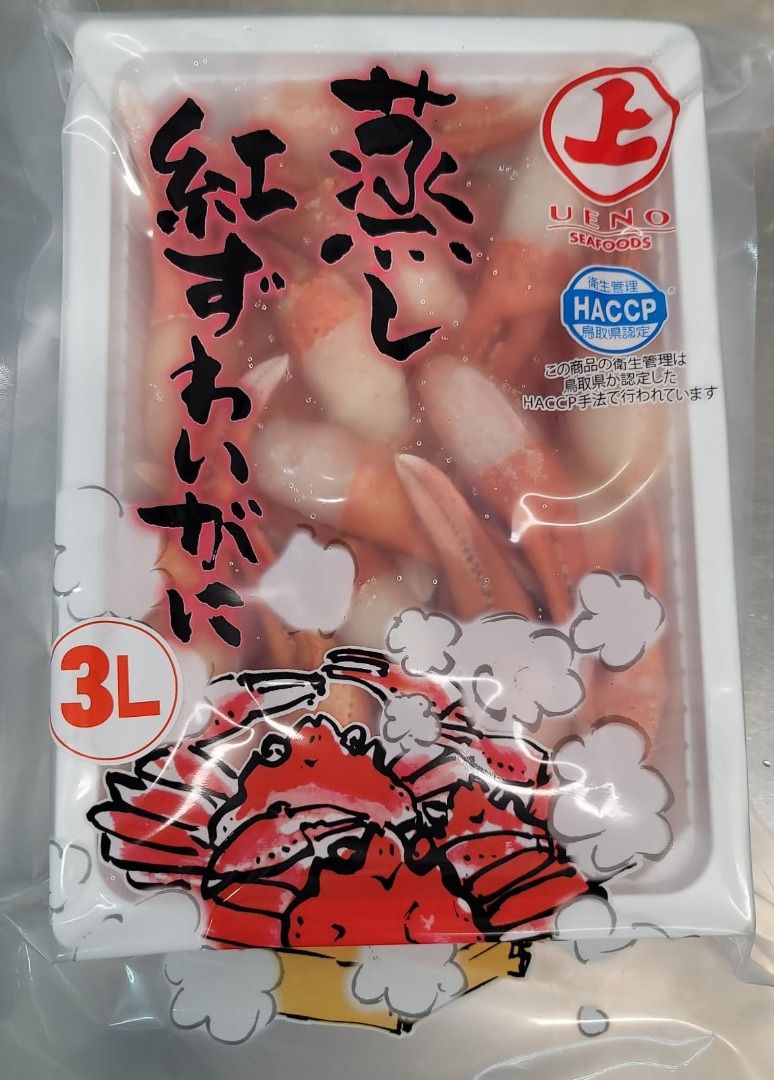 蒸し
紅ずわいがに
上
UENO
SEAFOODS
衛生管理
HACCP
鳥取県認定
この商品の衛生管理は
鳥取県が認定した
HACCP手法で行われています
3L